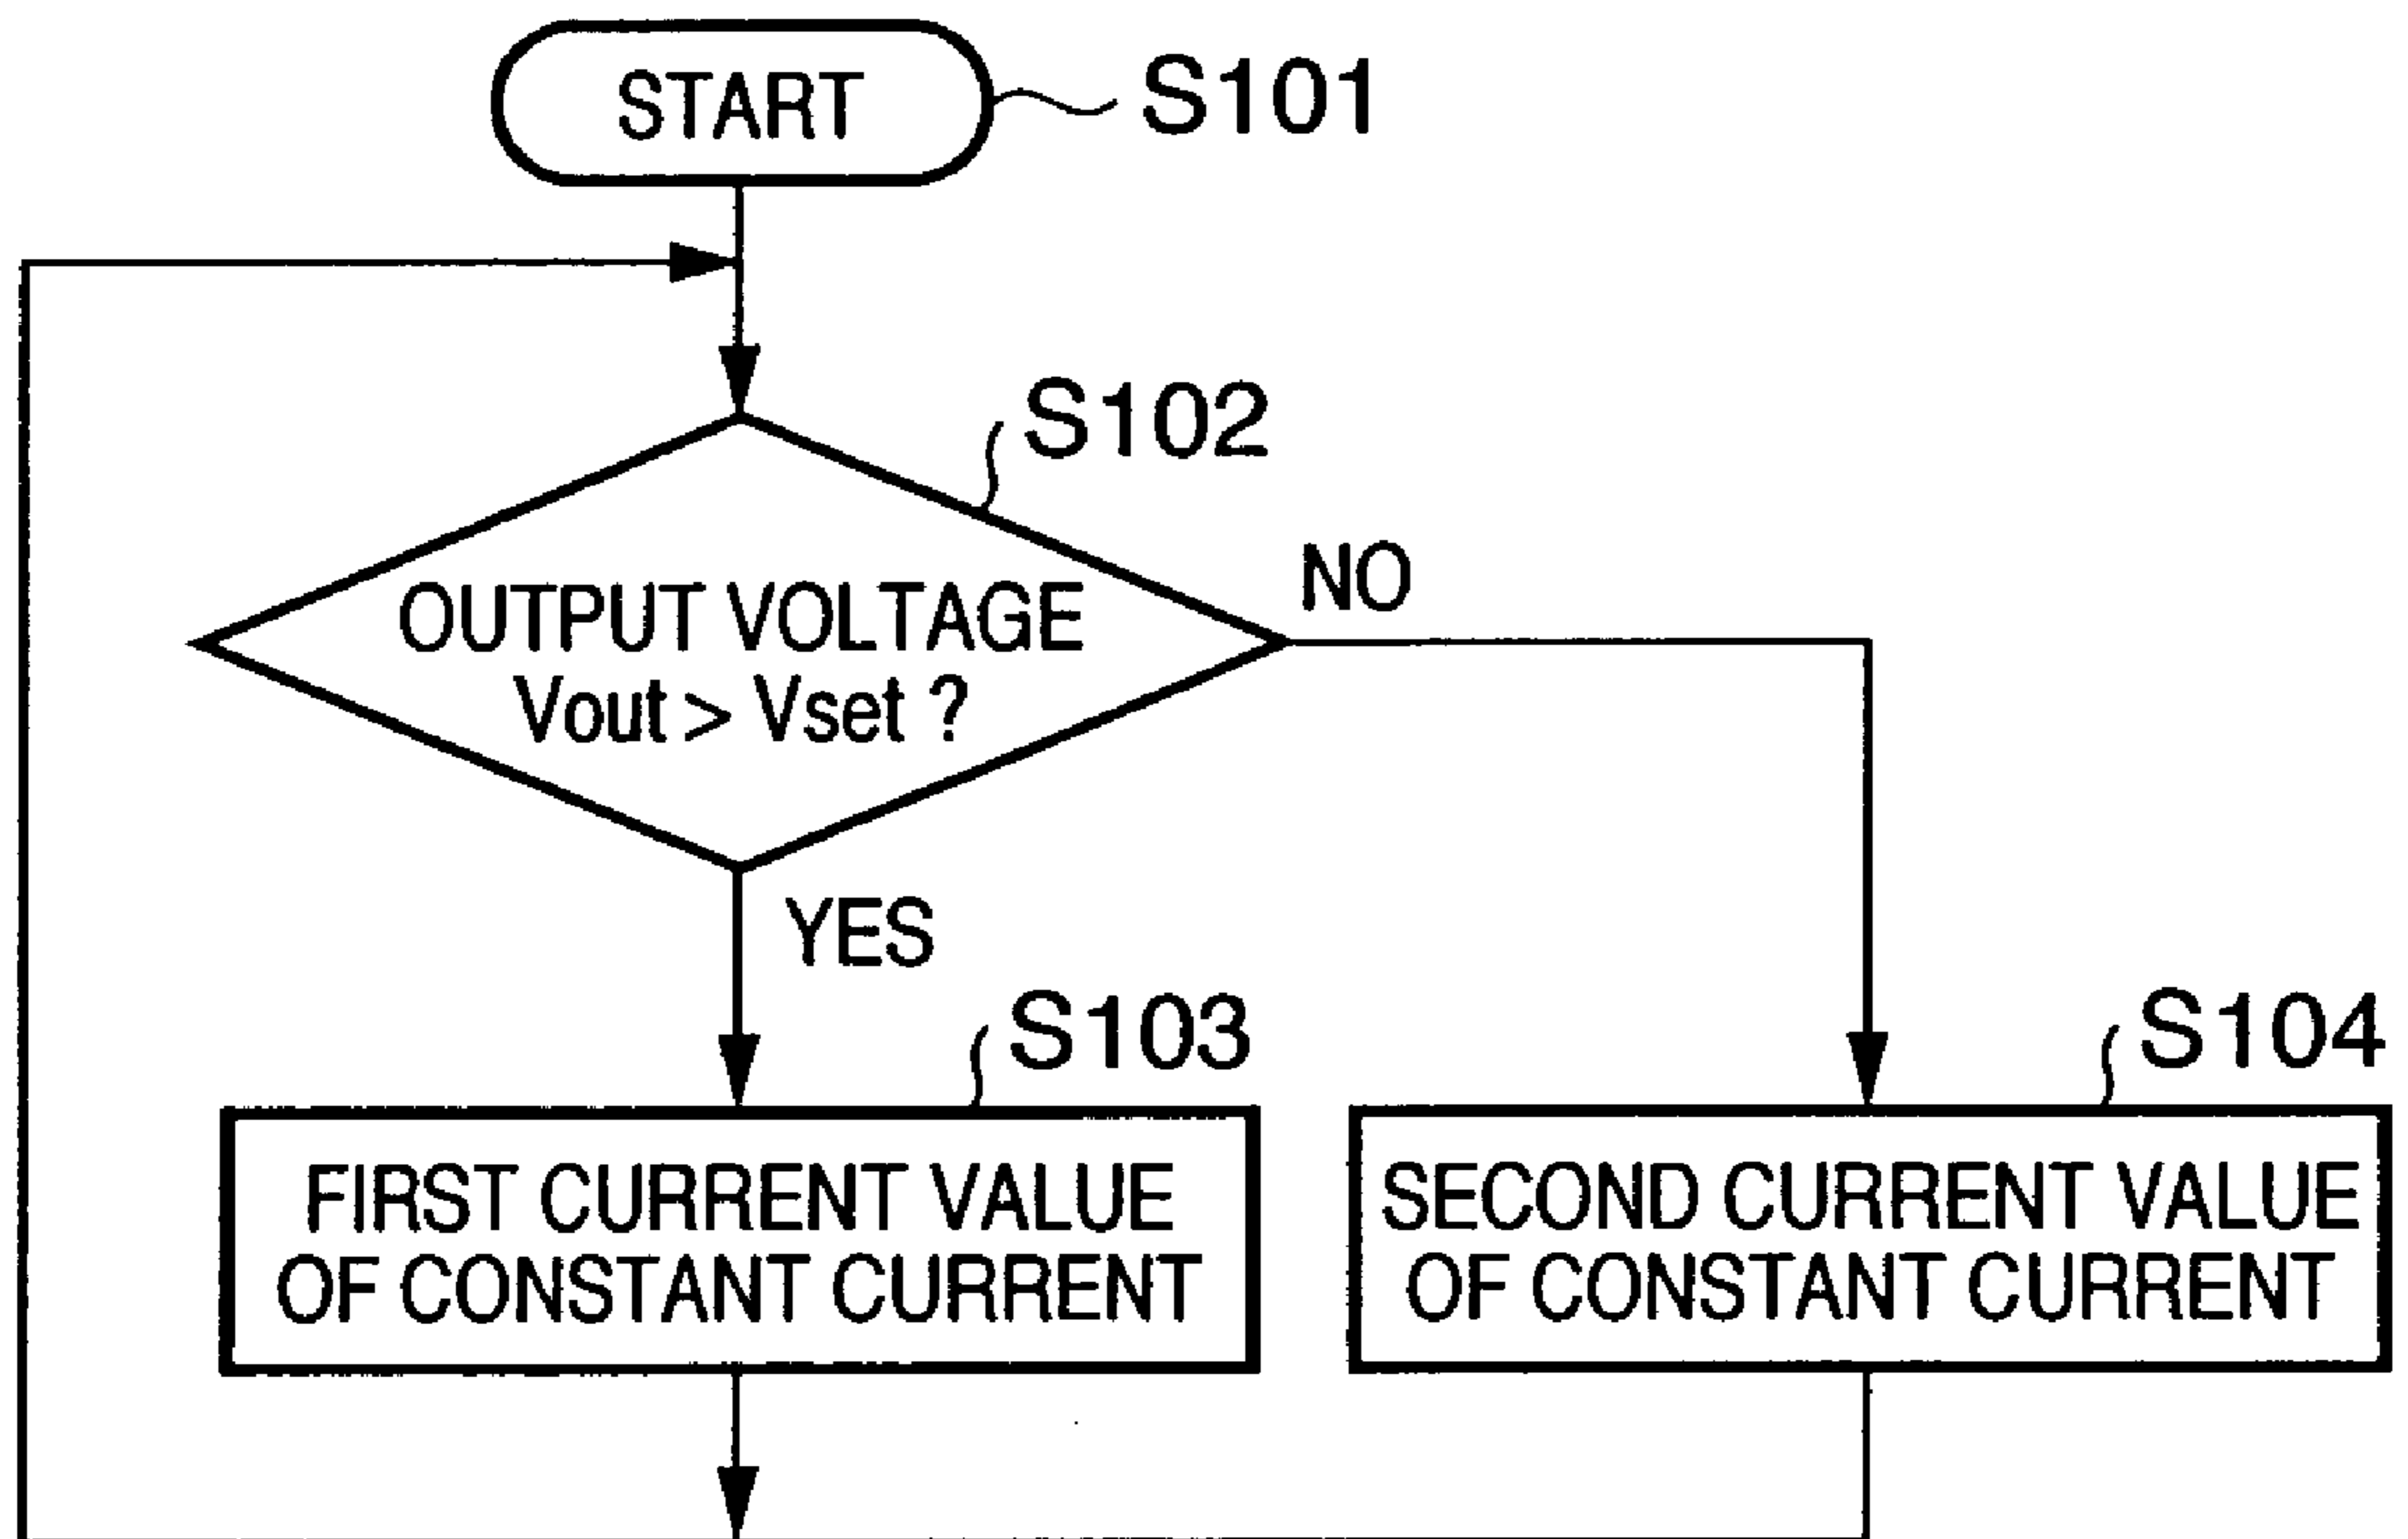 START
S101
S102
OUTPUT VOLTAGE
Vout > Vset ?
NO
YES
S103
S104
FIRST CURRENT VALUE
OF CONSTANT CURRENT
SECOND CURRENT VALUE
OF CONSTANT CURRENT